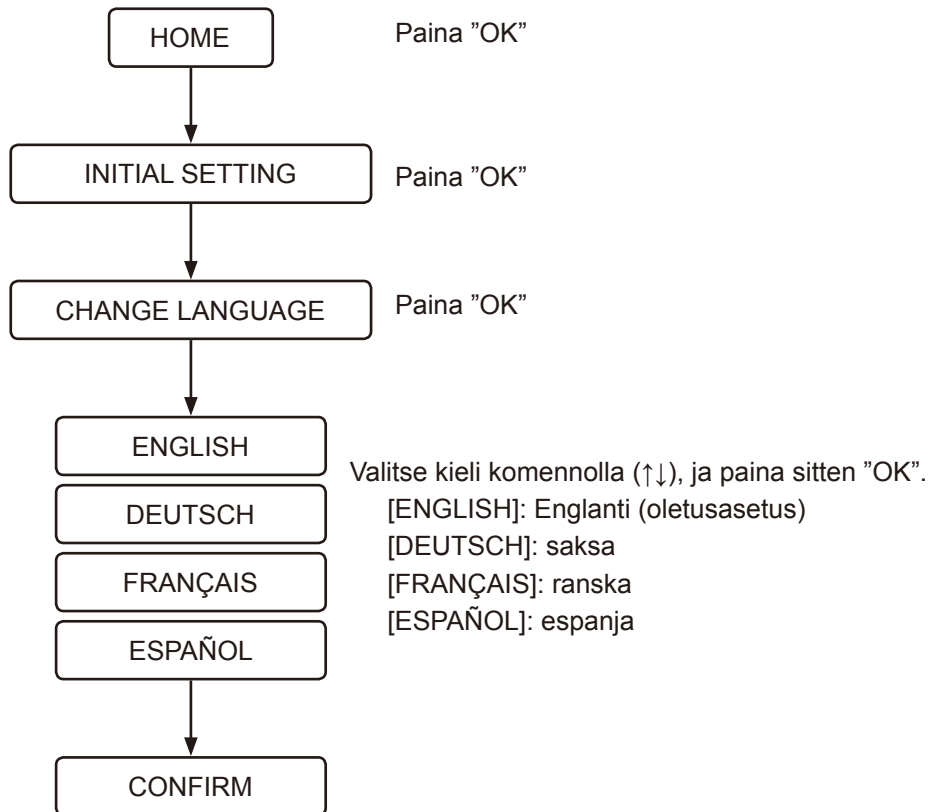 HOME
Paina ”OK”
INITIAL SETTING
Paina ”OK”
CHANGE LANGUAGE
Paina ”OK”
ENGLISH
DEUTSCH
FRANÇAIS
ESPAÑOL
Valitse kieli komennolla (↑↓), ja paina sitten ”OK”.
[ENGLISH]: Englanti (oletusasetus)
[DEUTSCH]: saksa
[FRANÇAIS]: ranska
[ESPAÑOL]: espanja
CONFIRM